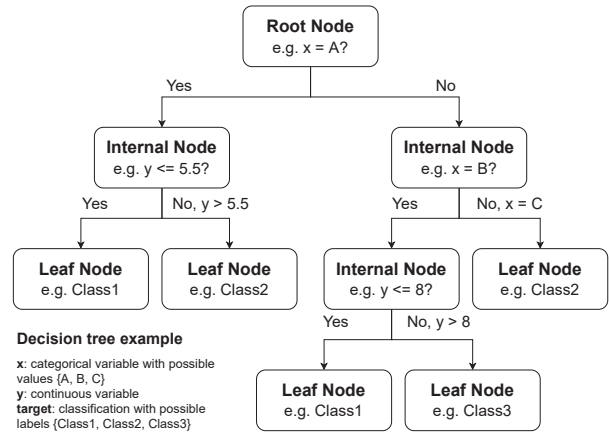 Root Node
e.g. x = A?
Yes
No
Internal Node
e.g. y <= 5.5?
Internal Node
e.g. x = B?
Yes
No, y > 5.5
Yes
No, x = C
Leaf Node
e.g. Class1
Leaf Node
e.g. Class2
Internal Node
e.g. y <= 8?
Leaf Node
e.g. Class2
Yes
No, y > 8
Leaf Node
e.g. Class1
Leaf Node
e.g. Class3
Decision tree example
x: categorical variable with possible
values {A, B, C}
y: continuous variable
target: classification with possible
labels {Class1, Class2, Class3}